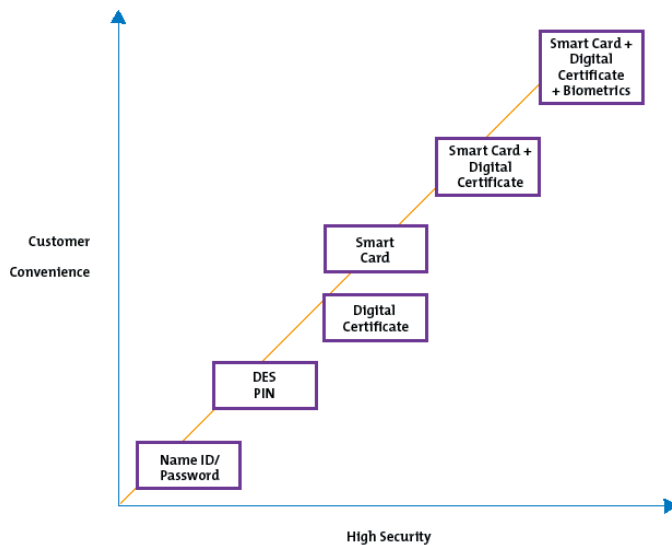 Smart Card +
Digital
Certificate
+ Biometrics
Smart Card +
Digital
Certificate
Customer
Convenience
Smart
Card
Digital
Certificate
DES
PIN
Name ID/
Password
High Security